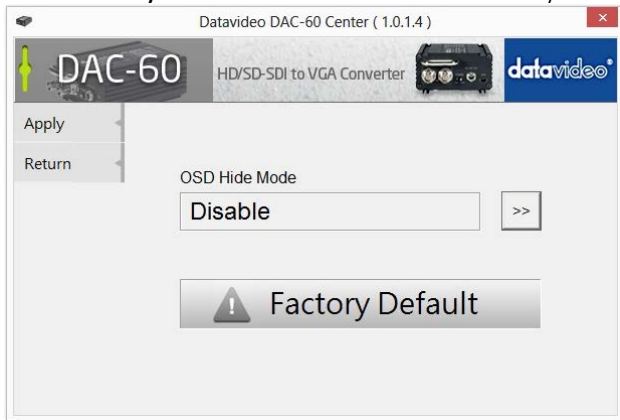 Datavideo DAC-60 Center ( 1.0.1.4 )
×
DAC-60
HD/SD-SDI to VGA Converter
datavideo®
Apply
Return
OSD Hide Mode
Disable
>>
Factory Default